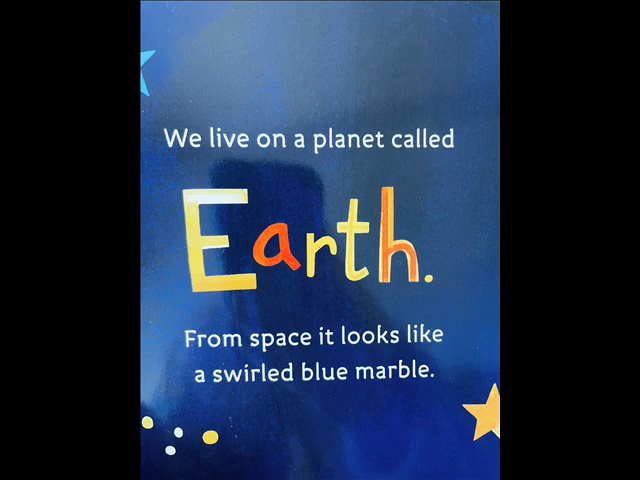 We live on a planet called
Earth.
From space it looks like
a swirled blue marble.